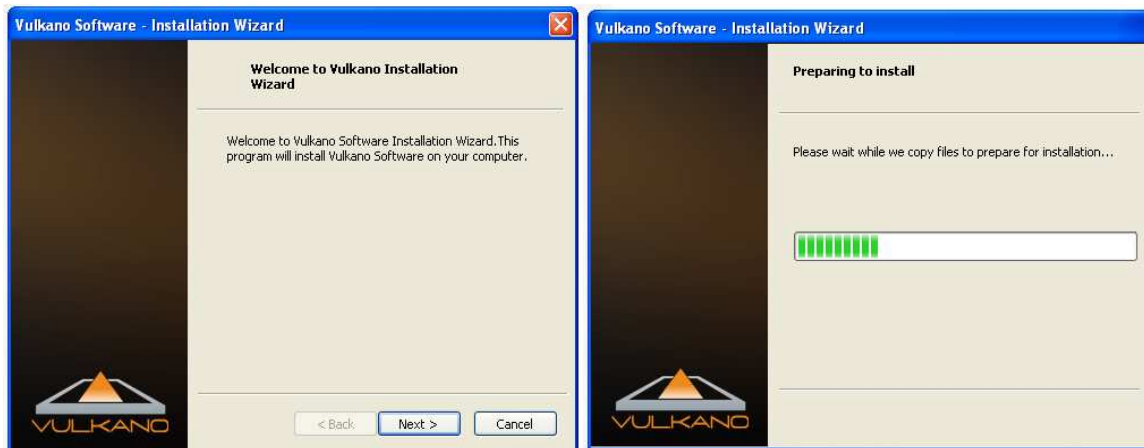 Vulkano Software - Installation Wizard
Welcome to Vulkano Installation
Wizard
Welcome to Vulkano Software Installation Wizard.This
program will install Vulkano Software on your computer.
VULKANO
< Back
Next >
Cancel
Vulkano Software - Installation Wizard
Preparing to install
Please wait while we copy files to prepare for installation...
VULKANO